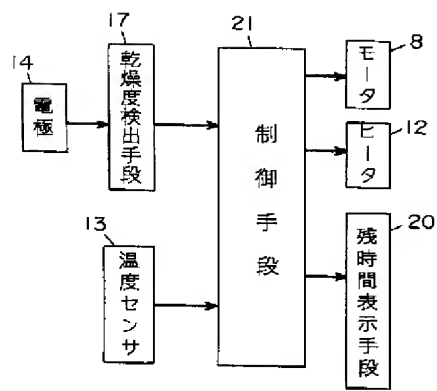 21
17
14
8
電極
乾燥度検出手段
制御手段
モータ
12
ヒータ
13
温度センサ
20
残時間表示手段